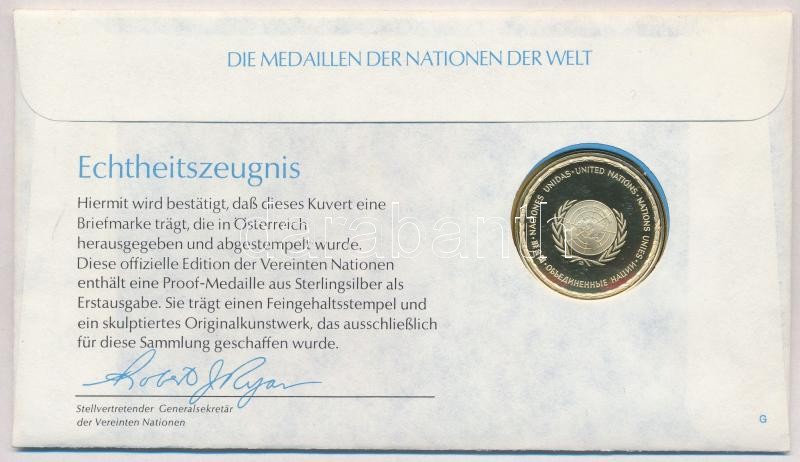 DIE MEDAILLEN DER NATIONEN DER WELT
Echtheitszeugnis
Hiermit wird bestätigt, daß dieses Kuvert eine
Briefmarke trägt, die in Österreich
herausgegeben und abgestempelt wurde.
Diese offizielle Edition der Vereinten Nationen
enthält eine Proof-Medaille aus Sterlingsilber als
Erstausgabe. Sie trägt einen Feingehaltsstempel und
ein skulptiertes Originalkunstwerk, das ausschließlich
für diese Sammlung geschaffen wurde.
Robert J. Ryan
Stellvertretender Generalsekretär
der Vereinten Nationen
NACIONES UNIDAS · UNITED NATIONS · NATIONS UNIES
ОБЪЕДИНЕННЫЕ НАЦИИ
G